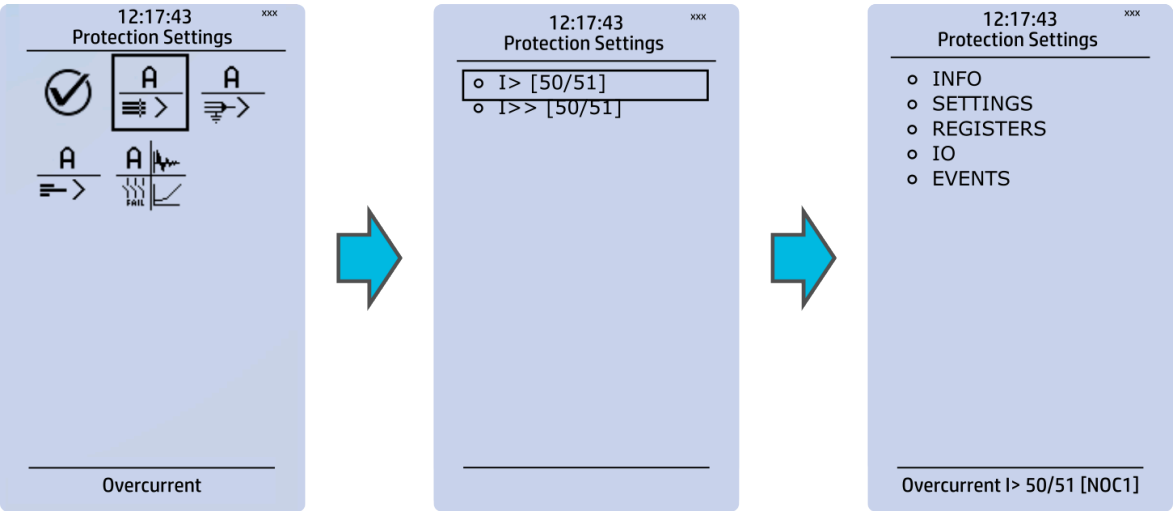 12:17:43 xxx
Protection Settings
A A
A A
FAIL
Overcurrent
12:17:43 xxx
Protection Settings
I> [50/51]
I>> [50/51]
12:17:43 xxx
Protection Settings
INFO
SETTINGS
REGISTERS
IO
EVENTS
Overcurrent I> 50/51 [NOC1]